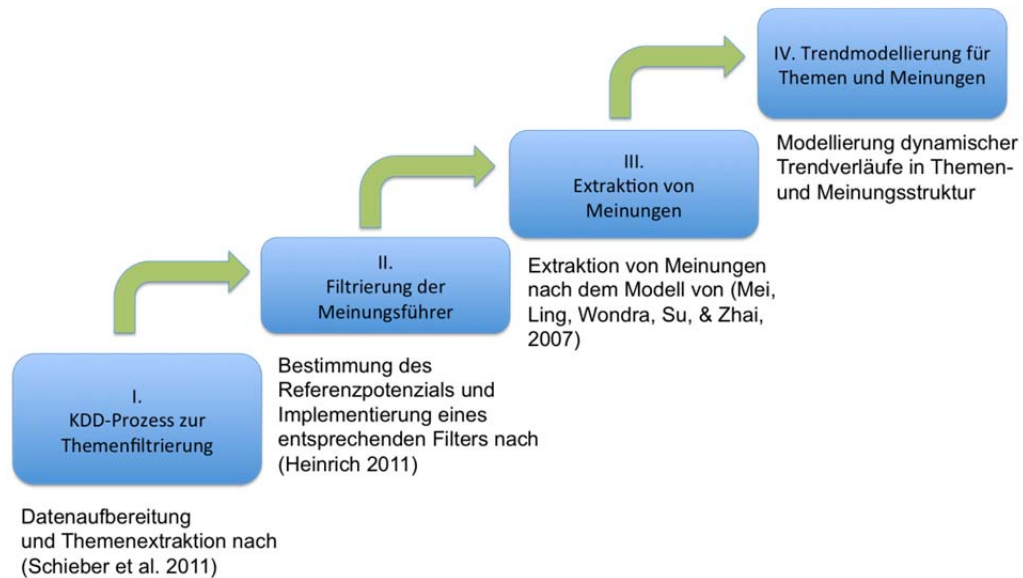 I.
KDD-Prozess zur
Themenfiltrierung
Datenaufbereitung
und Themenextraktion nach
(Schieber et al. 2011)
II.
Filtrierung der
Meinungsführer
Bestimmung des
Referenzpotenzials und
Implementierung eines
entsprechenden Filters nach
(Heinrich 2011)
III.
Extraktion von
Meinungen
Extraktion von Meinungen
nach dem Modell von (Mei,
Ling, Wondra, Su, & Zhai,
2007)
IV. Trendmodellierung für
Themen und Meinungen
Modellierung dynamischer
Trendverläufe in Themen-
und Meinungsstruktur